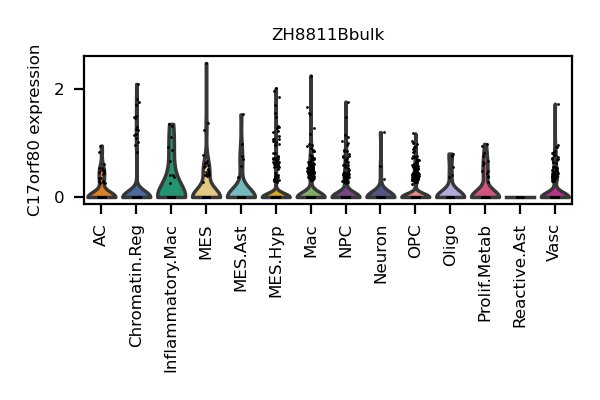 ZH8811Bbulk
C17orf80 expression
2
0
AC
Chromatin.Reg
Inflammatory.Mac
MES
MES.Ast
MES.Hyp
Mac
NPC
Neuron
OPC
Oligo
Prolif.Metab
Reactive.Ast
Vasc